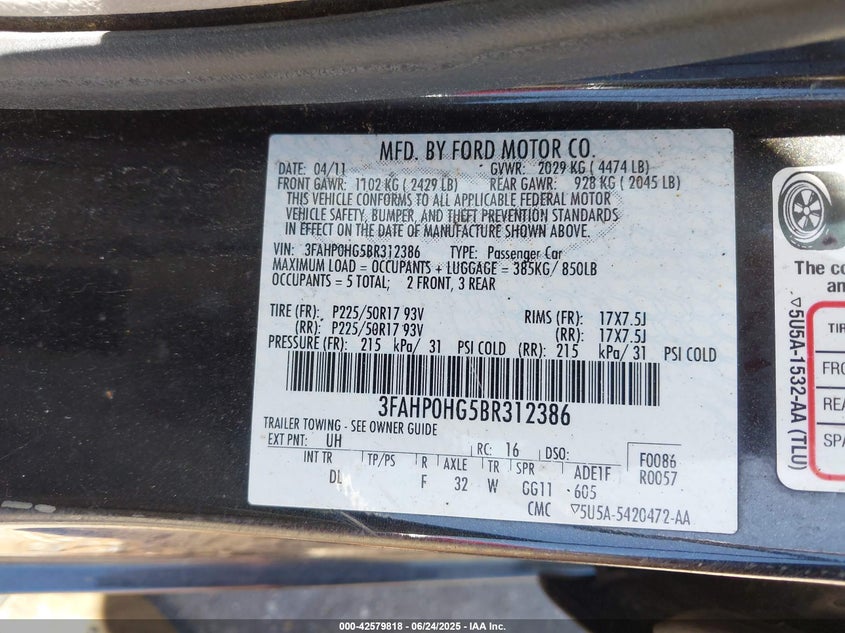 MFD. BY FORD MOTOR CO.
DATE: 04/11 GVWR: 2029 KG ( 4474 LB)
FRONT GAWR: 1102 KG ( 2429 LB) REAR GAWR: 928 KG ( 2045 LB)
THIS VEHICLE CONFORMS TO ALL APPLICABLE FEDERAL MOTOR
VEHICLE SAFETY, BUMPER, AND THEFT PREVENTION STANDARDS
IN EFFECT ON THE DATE OF MANUFACTURE SHOWN ABOVE.
VIN: 3FAHP0HG5BR312386 TYPE: Passenger Car
MAXIMUM LOAD = OCCUPANTS + LUGGAGE = 385KG/ 850LB
OCCUPANTS = 5 TOTAL; 2 FRONT, 3 REAR
TIRE (FR): P225/50R17 93V RIMS (FR): 17X7.5J
(RR): P225/50R17 93V (RR): 17X7.5J
PRESSURE (FR): 215 kPa/ 31 PSI COLD (RR): 215 kPa/ 31 PSI COLD
3FAHP0HG5BR312386
TRAILER TOWING - SEE OWNER GUIDE
EXT PNT: UH RC: 16 DSO: F0086
INT TR TP/PS R AXLE TR SPR ADE1F R0057
DL F 32 W GG11 605
CMC ▽5U5A-5420472-AA
The co
an
▽5U5A-1532-AA (TLU)
TIR
FRO
REA
SPA
000-42579818 | 06/24/2025 - IAA Inc.